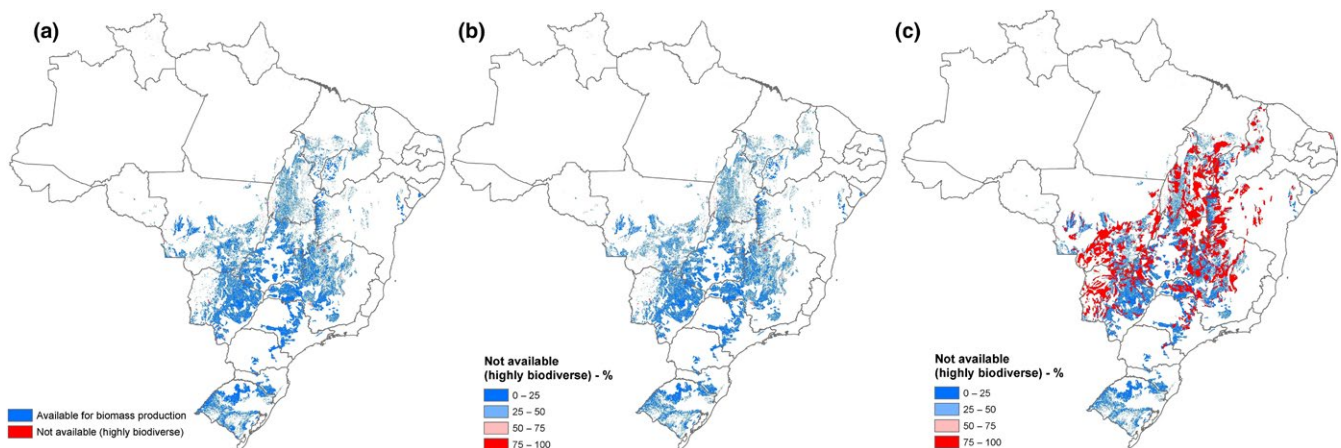 (a)
Available for biomass production
Not available (highly biodiverse)
(b)
Not available
(highly biodiverse) - %
0 – 25
25 – 50
50 – 75
75 – 100
(c)
Not available
(highly biodiverse) - %
0 – 25
25 – 50
50 – 75
75 – 100